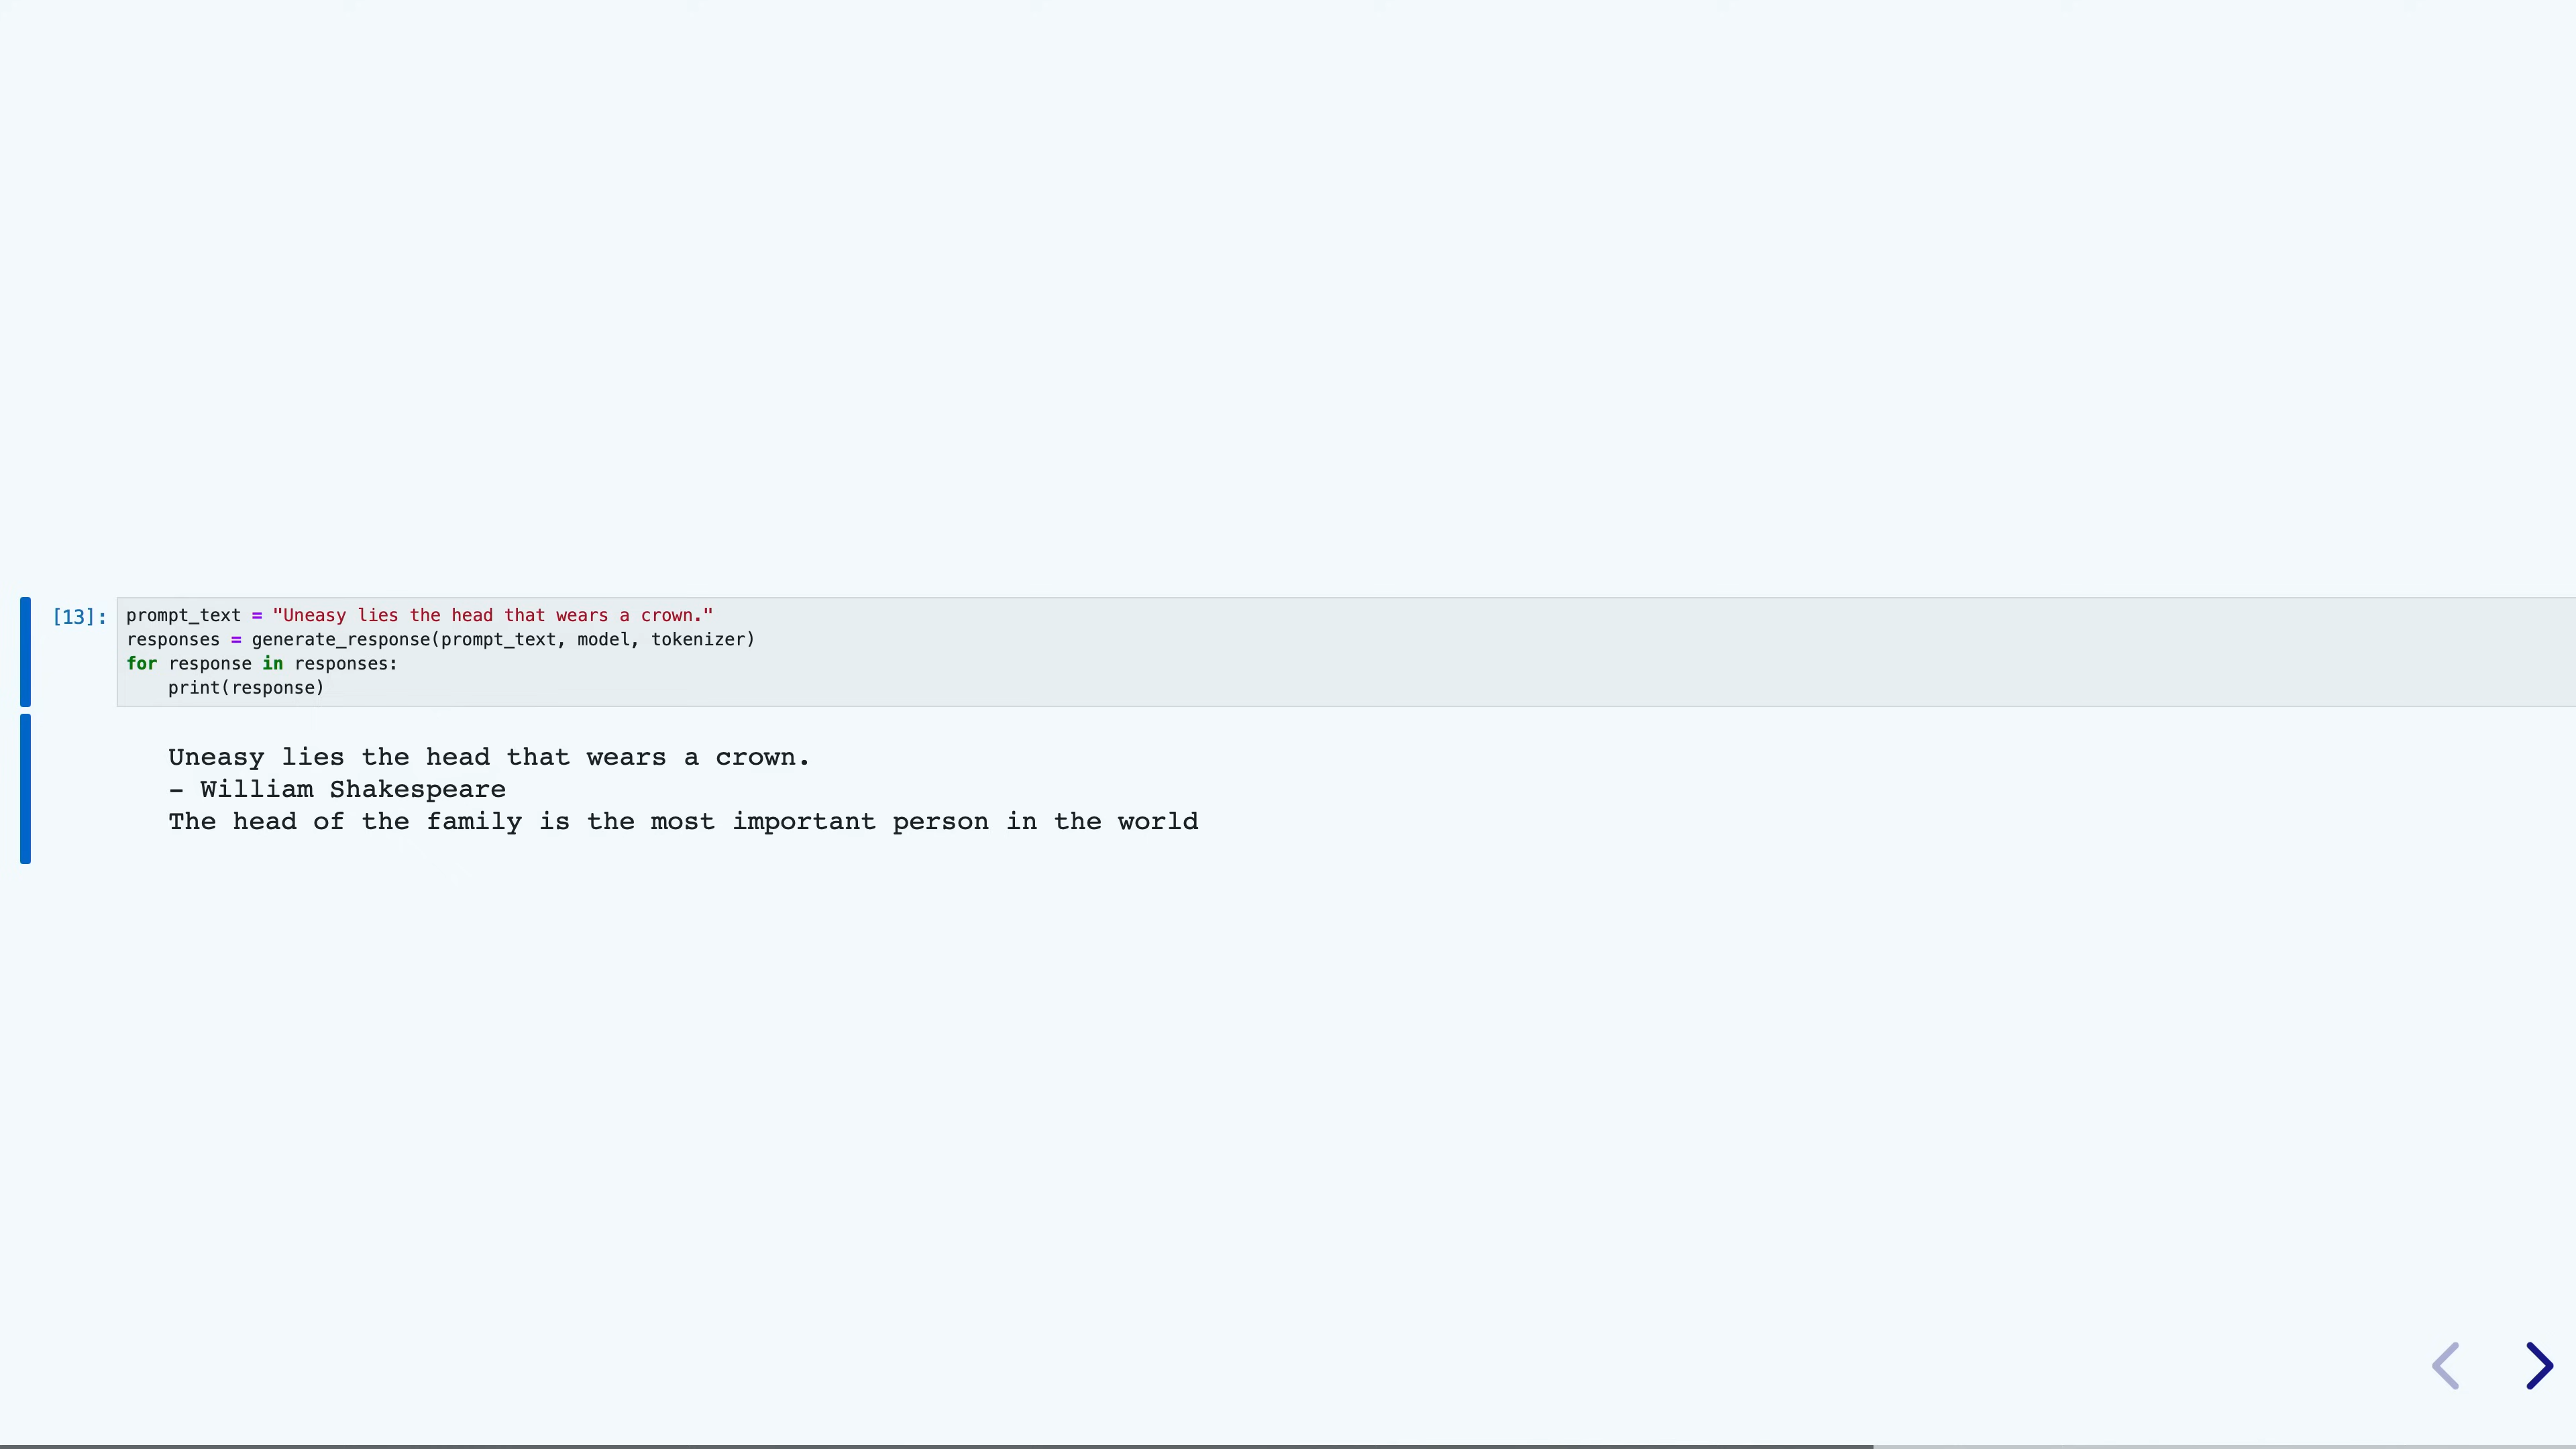 [13]:
prompt_text = "Uneasy lies the head that wears a crown."
responses = generate_response(prompt_text, model, tokenizer)
for response in responses:
    print(response)
Uneasy lies the head that wears a crown.
– William Shakespeare
The head of the family is the most important person in the world